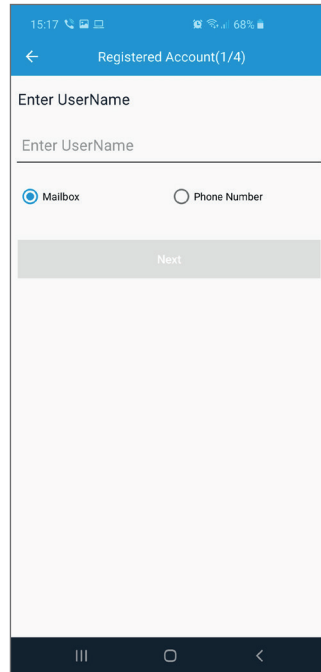 15:17 68%
Registered Account(1/4)
Enter UserName
Enter UserName
Mailbox Phone Number
Next